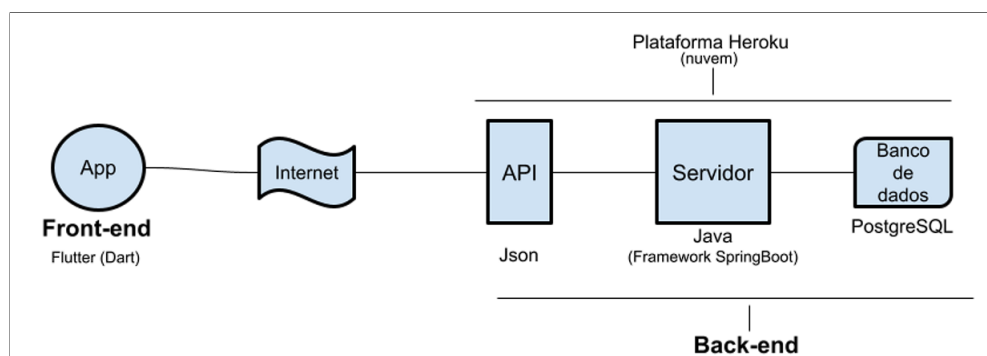 Plataforma Heroku
(nuvem)
App
Internet
API
Servidor
Banco
de
dados
Front-end
Flutter (Dart)
Json
Java
(Framework SpringBoot)
PostgreSQL
Back-end